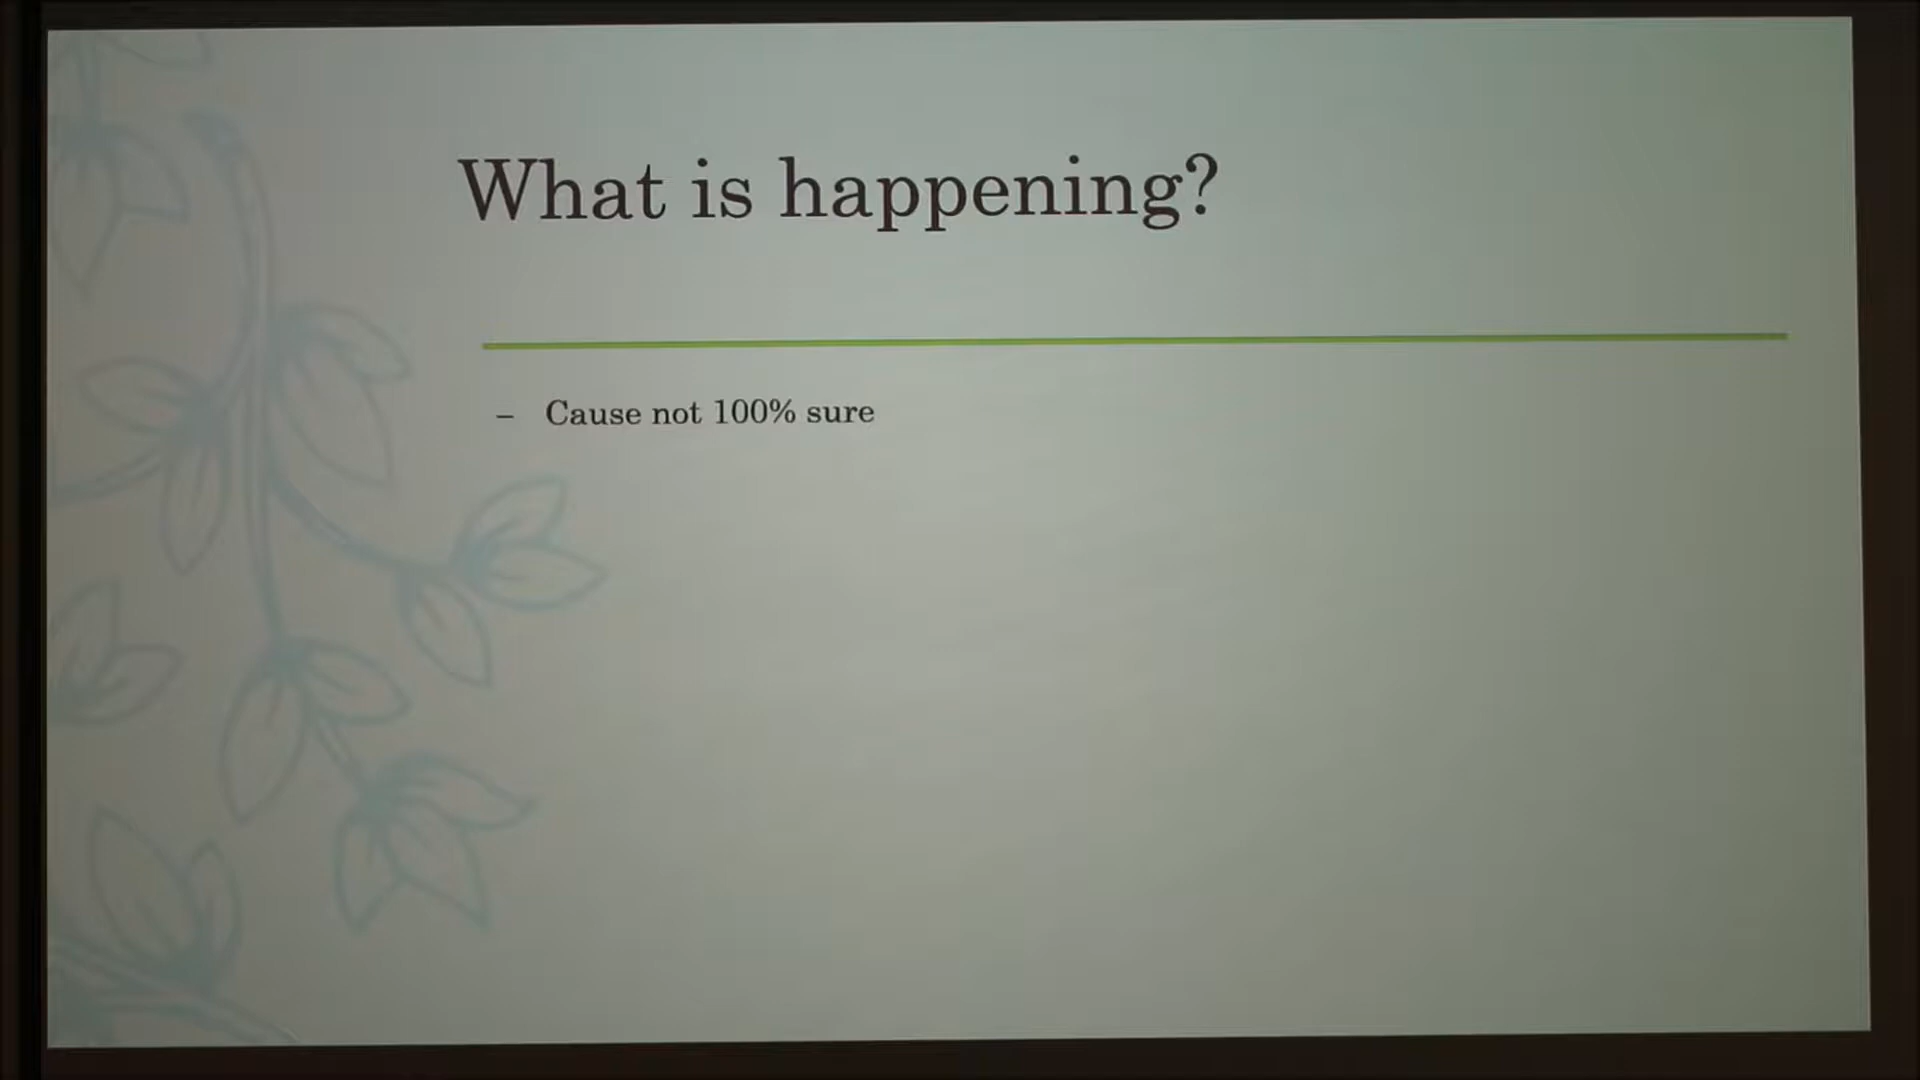 What is happening?
– Cause not 100% sure